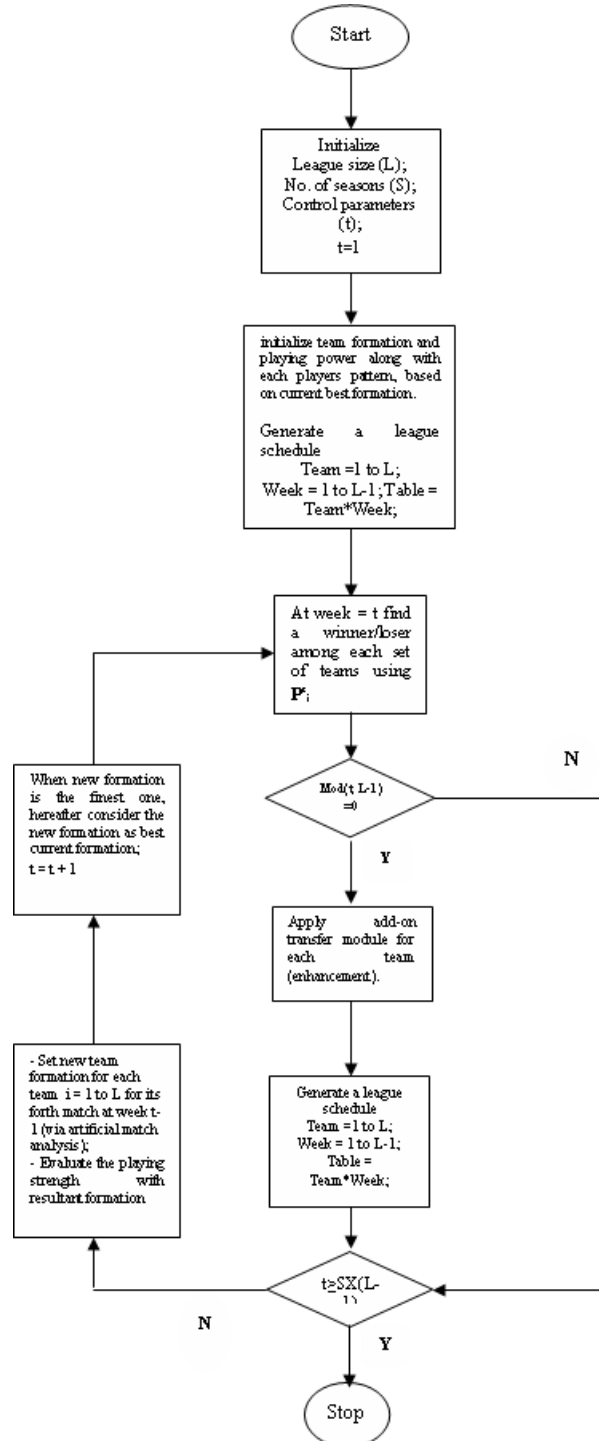 Start
Initialize
League size (L);
No. of seasons (S);
Control parameters
(t);
t=1
initialize team formation and
playing power along with
each players pattern, based
on current best formation.
Generate a league
schedule
Team =1 to L;
Week = 1 to L-1; Table =
Team*Week;
At week = t find
a winner/loser
among each set
of teams using
Mod(t, L-1)
=0
N
Y
Apply add-on
transfer module for
each team
(enhancement).
Generate a league
schedule
Team =1 to L;
Week = 1 to L-1;
Table =
Team*Week;
t≥SX(L-
1)
N
Y
Stop
- Set new team
formation for each
team i = 1 to L for its
forth match at week t-
1 (via artificial match
analysis);
- Evaluate the playing
strength with
resultant formation
When new formation
is the finest one,
hereafter consider the
new formation as best
current formation;
t = t + 1